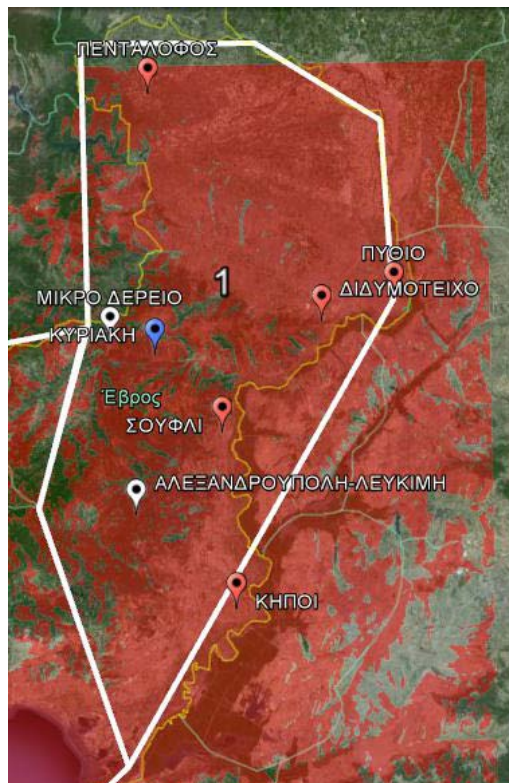 ΠΕΝΤΑΛΟΦΟΣ
ΠΥΘΙΟ
1
ΔΙΔΥΜΟΤΕΙΧΟ
ΜΙΚΡΟ ΔΕΡΕΙΟ
ΚΥΡΙΑΚΗ
Έβρος
ΣΟΥΦΛΙ
ΑΛΕΞΑΝΔΡΟΥΠΟΛΗ-ΛΕΥΚΙΜΗ
ΚΗΠΟΙ